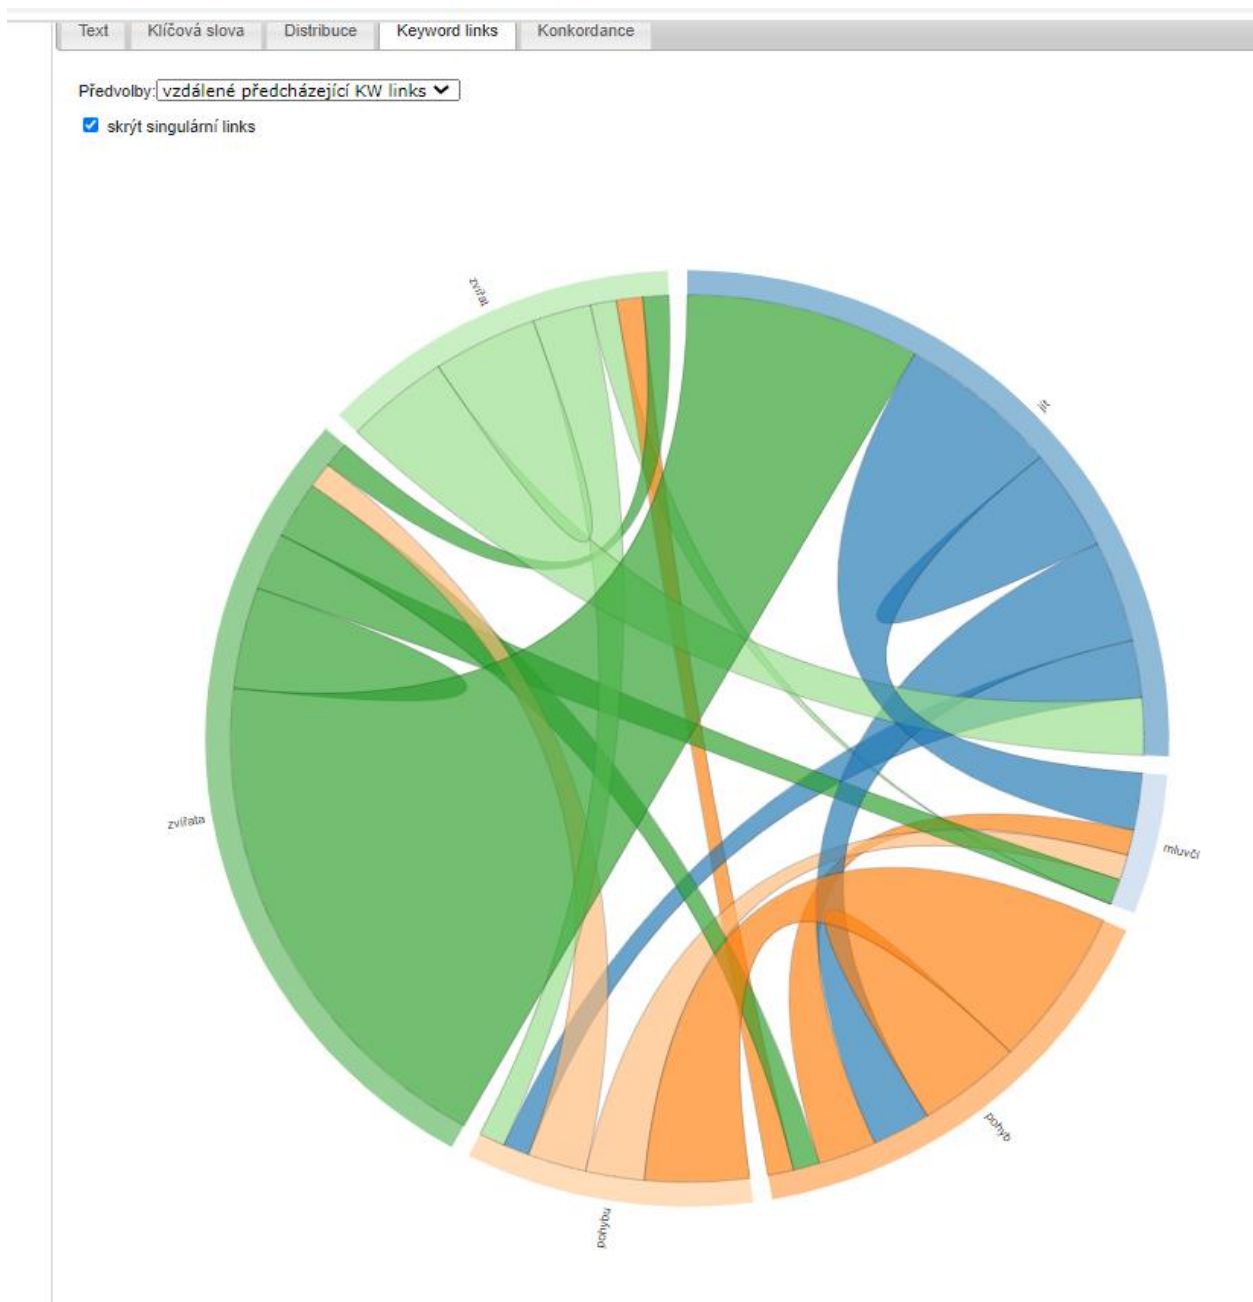 Text Klíčová slova Distribuce Keyword links Konkordance
Předvolby: vzdálené předcházející KW links
skrýt singulární links
zvířat
jít
zvířata
mluvčí
pohyb
pohybu